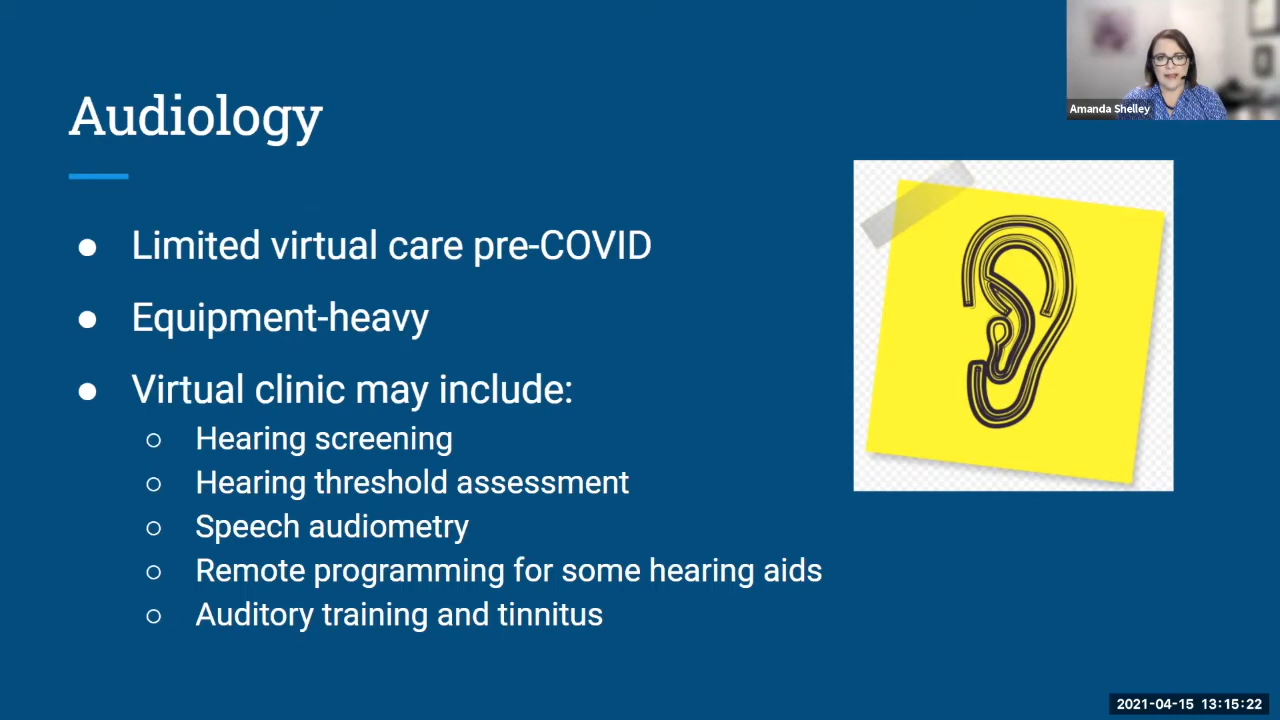 Audiology
● Limited virtual care pre-COVID
● Equipment-heavy
● Virtual clinic may include:
○ Hearing screening
○ Hearing threshold assessment
○ Speech audiometry
○ Remote programming for some hearing aids
○ Auditory training and tinnitus
Amanda Shelley
2021-04-15 13:15:22